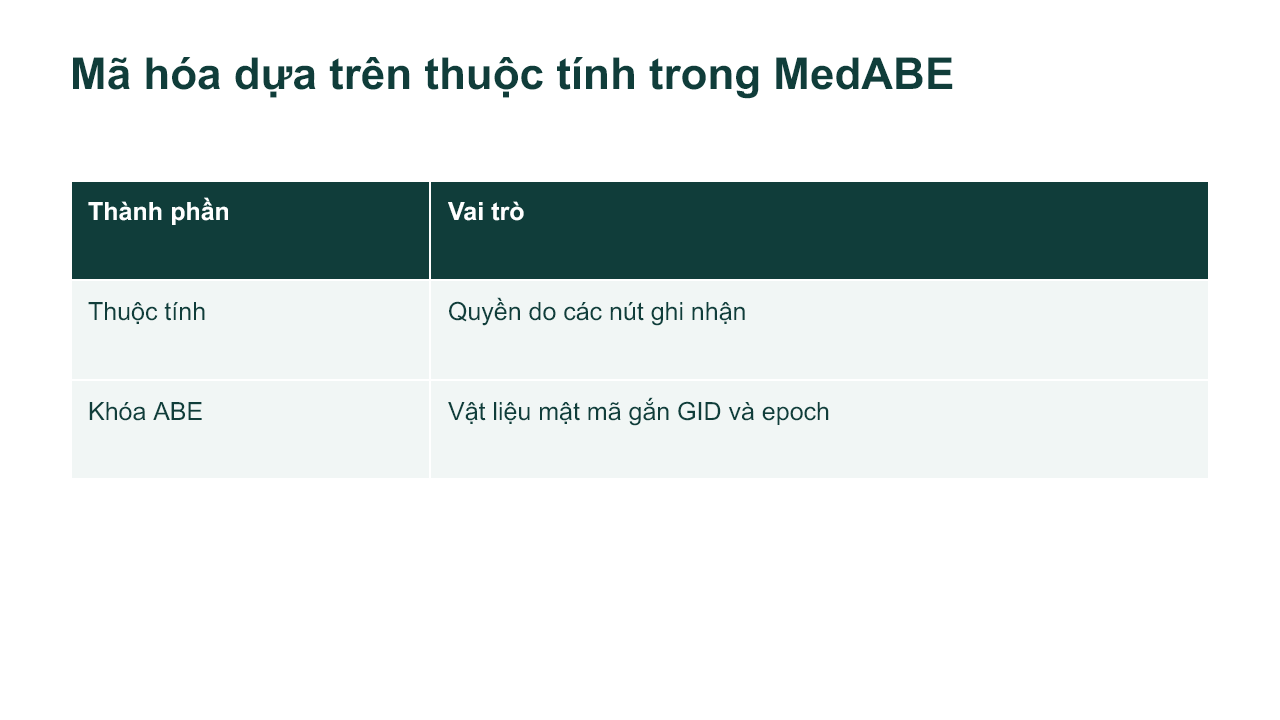 Mã hóa dựa trên thuộc tính trong MedABE
Thành phần
Vai trò
Thuộc tính
Quyền do các nút ghi nhận
Khóa ABE
Vật liệu mật mã gắn GID và epoch